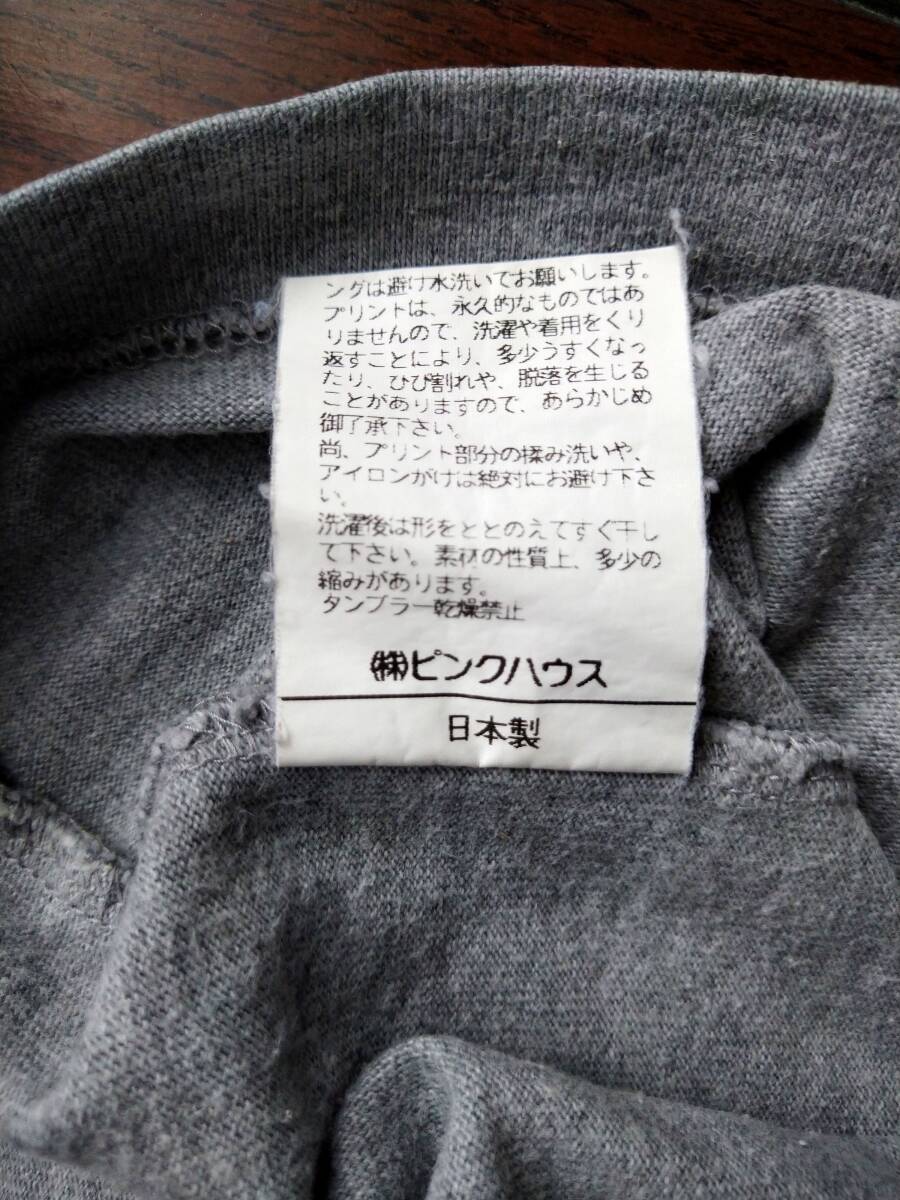 ングは避け水洗いでお願いします。
プリントは、永久的なものではあ
りませんので、洗濯や着用をくり
返すことにより、多少うすくなっ
たり、ひび割れや、脱落を生じる
ことがありますので、あらかじめ
御了承下さい。
尚、プリント部分の揉み洗いや、
アイロンがけは絶対にお避け下さ
い。
洗濯後は形をととのえてすぐ干し
て下さい。素材の性質上、多少の
縮みがあります。
タンブラー乾燥禁止
㈱ピンクハウス
日本製